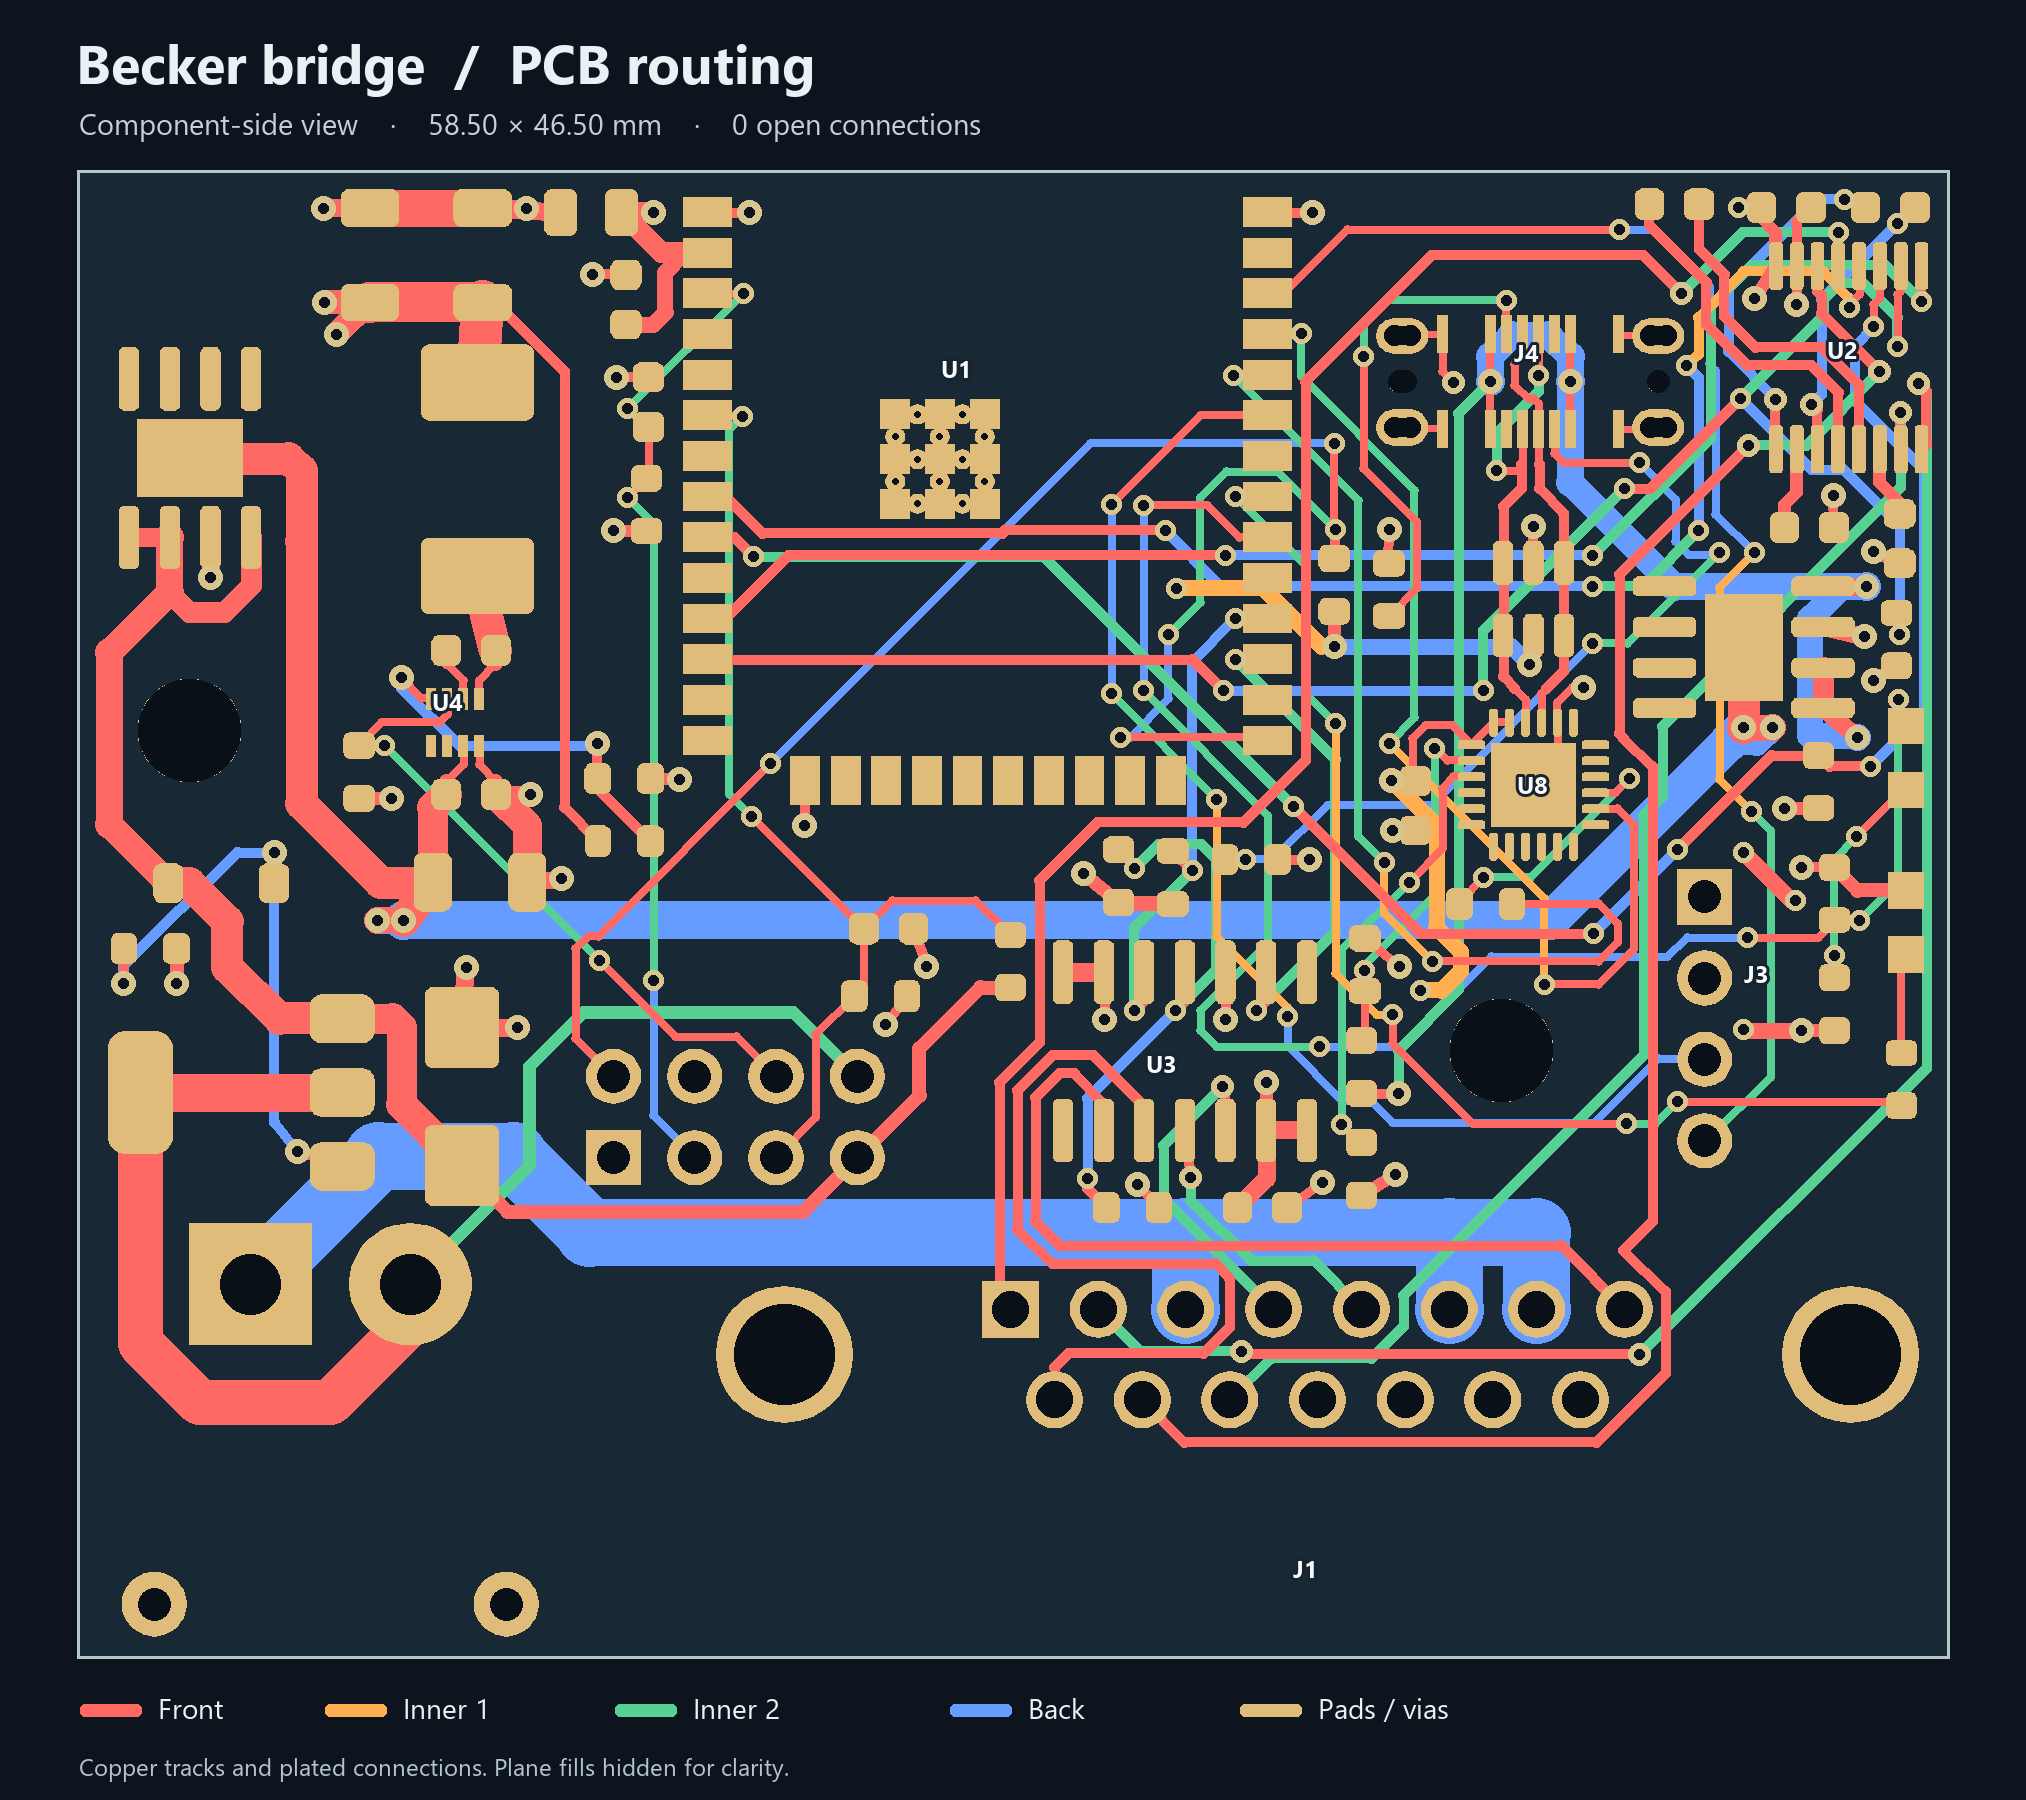 Becker bridge / PCB routing
Component-side view · 58.50 × 46.50 mm · 0 open connections
U1
J4
U2
U4
U8
J3
U3
J1
Front
Inner 1
Inner 2
Back
Pads / vias
Copper tracks and plated connections. Plane fills hidden for clarity.